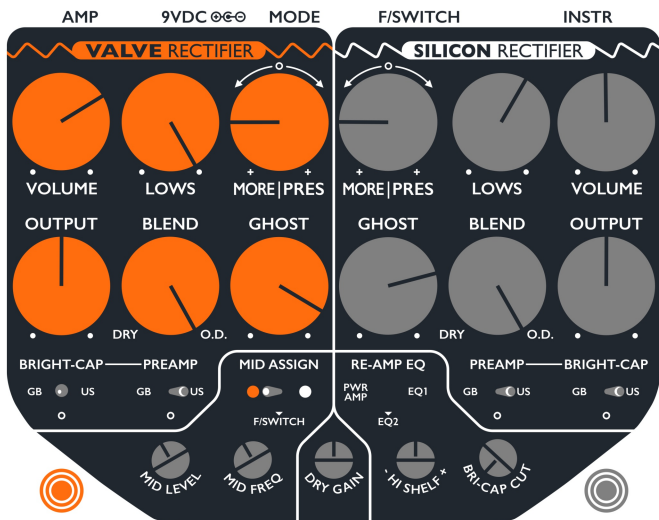 AMP 9VDC MODE F/SWITCH INSTR
VALVE RECTIFIER SILICON RECTIFIER
VOLUME LOWS MORE|PRES MORE|PRES LOWS VOLUME
OUTPUT BLEND GHOST GHOST BLEND OUTPUT
DRY O.D. DRY O.D.
BRIGHT-CAP PREAMP MID ASSIGN RE-AMP EQ PREAMP BRIGHT-CAP
GB US GB US PWR AMP EQ1 GB US GB US
F/SWITCH EQ2
MID LEVEL MID FREQ DRY GAIN - HI SHELF + BRI-CAP CUT